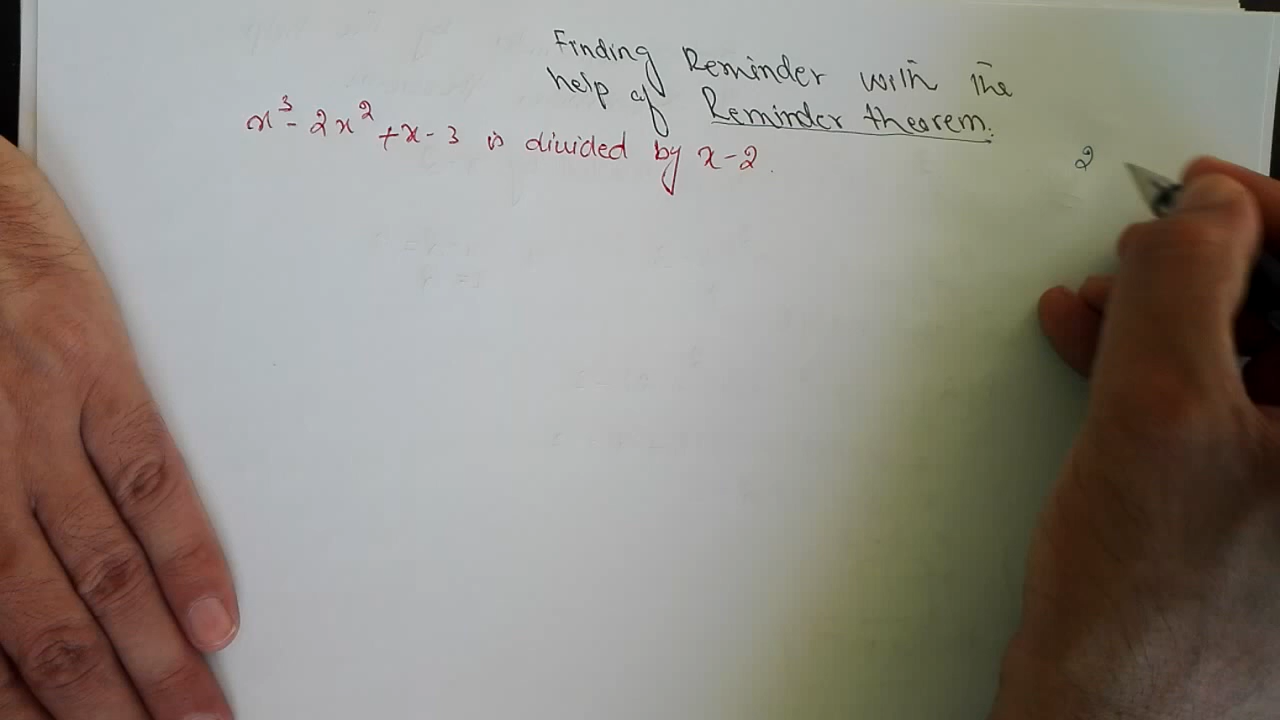 Finding Reminder with the
help of Reminder theorem.
x³- 2x² +x - 3 is divided by x-2.
2